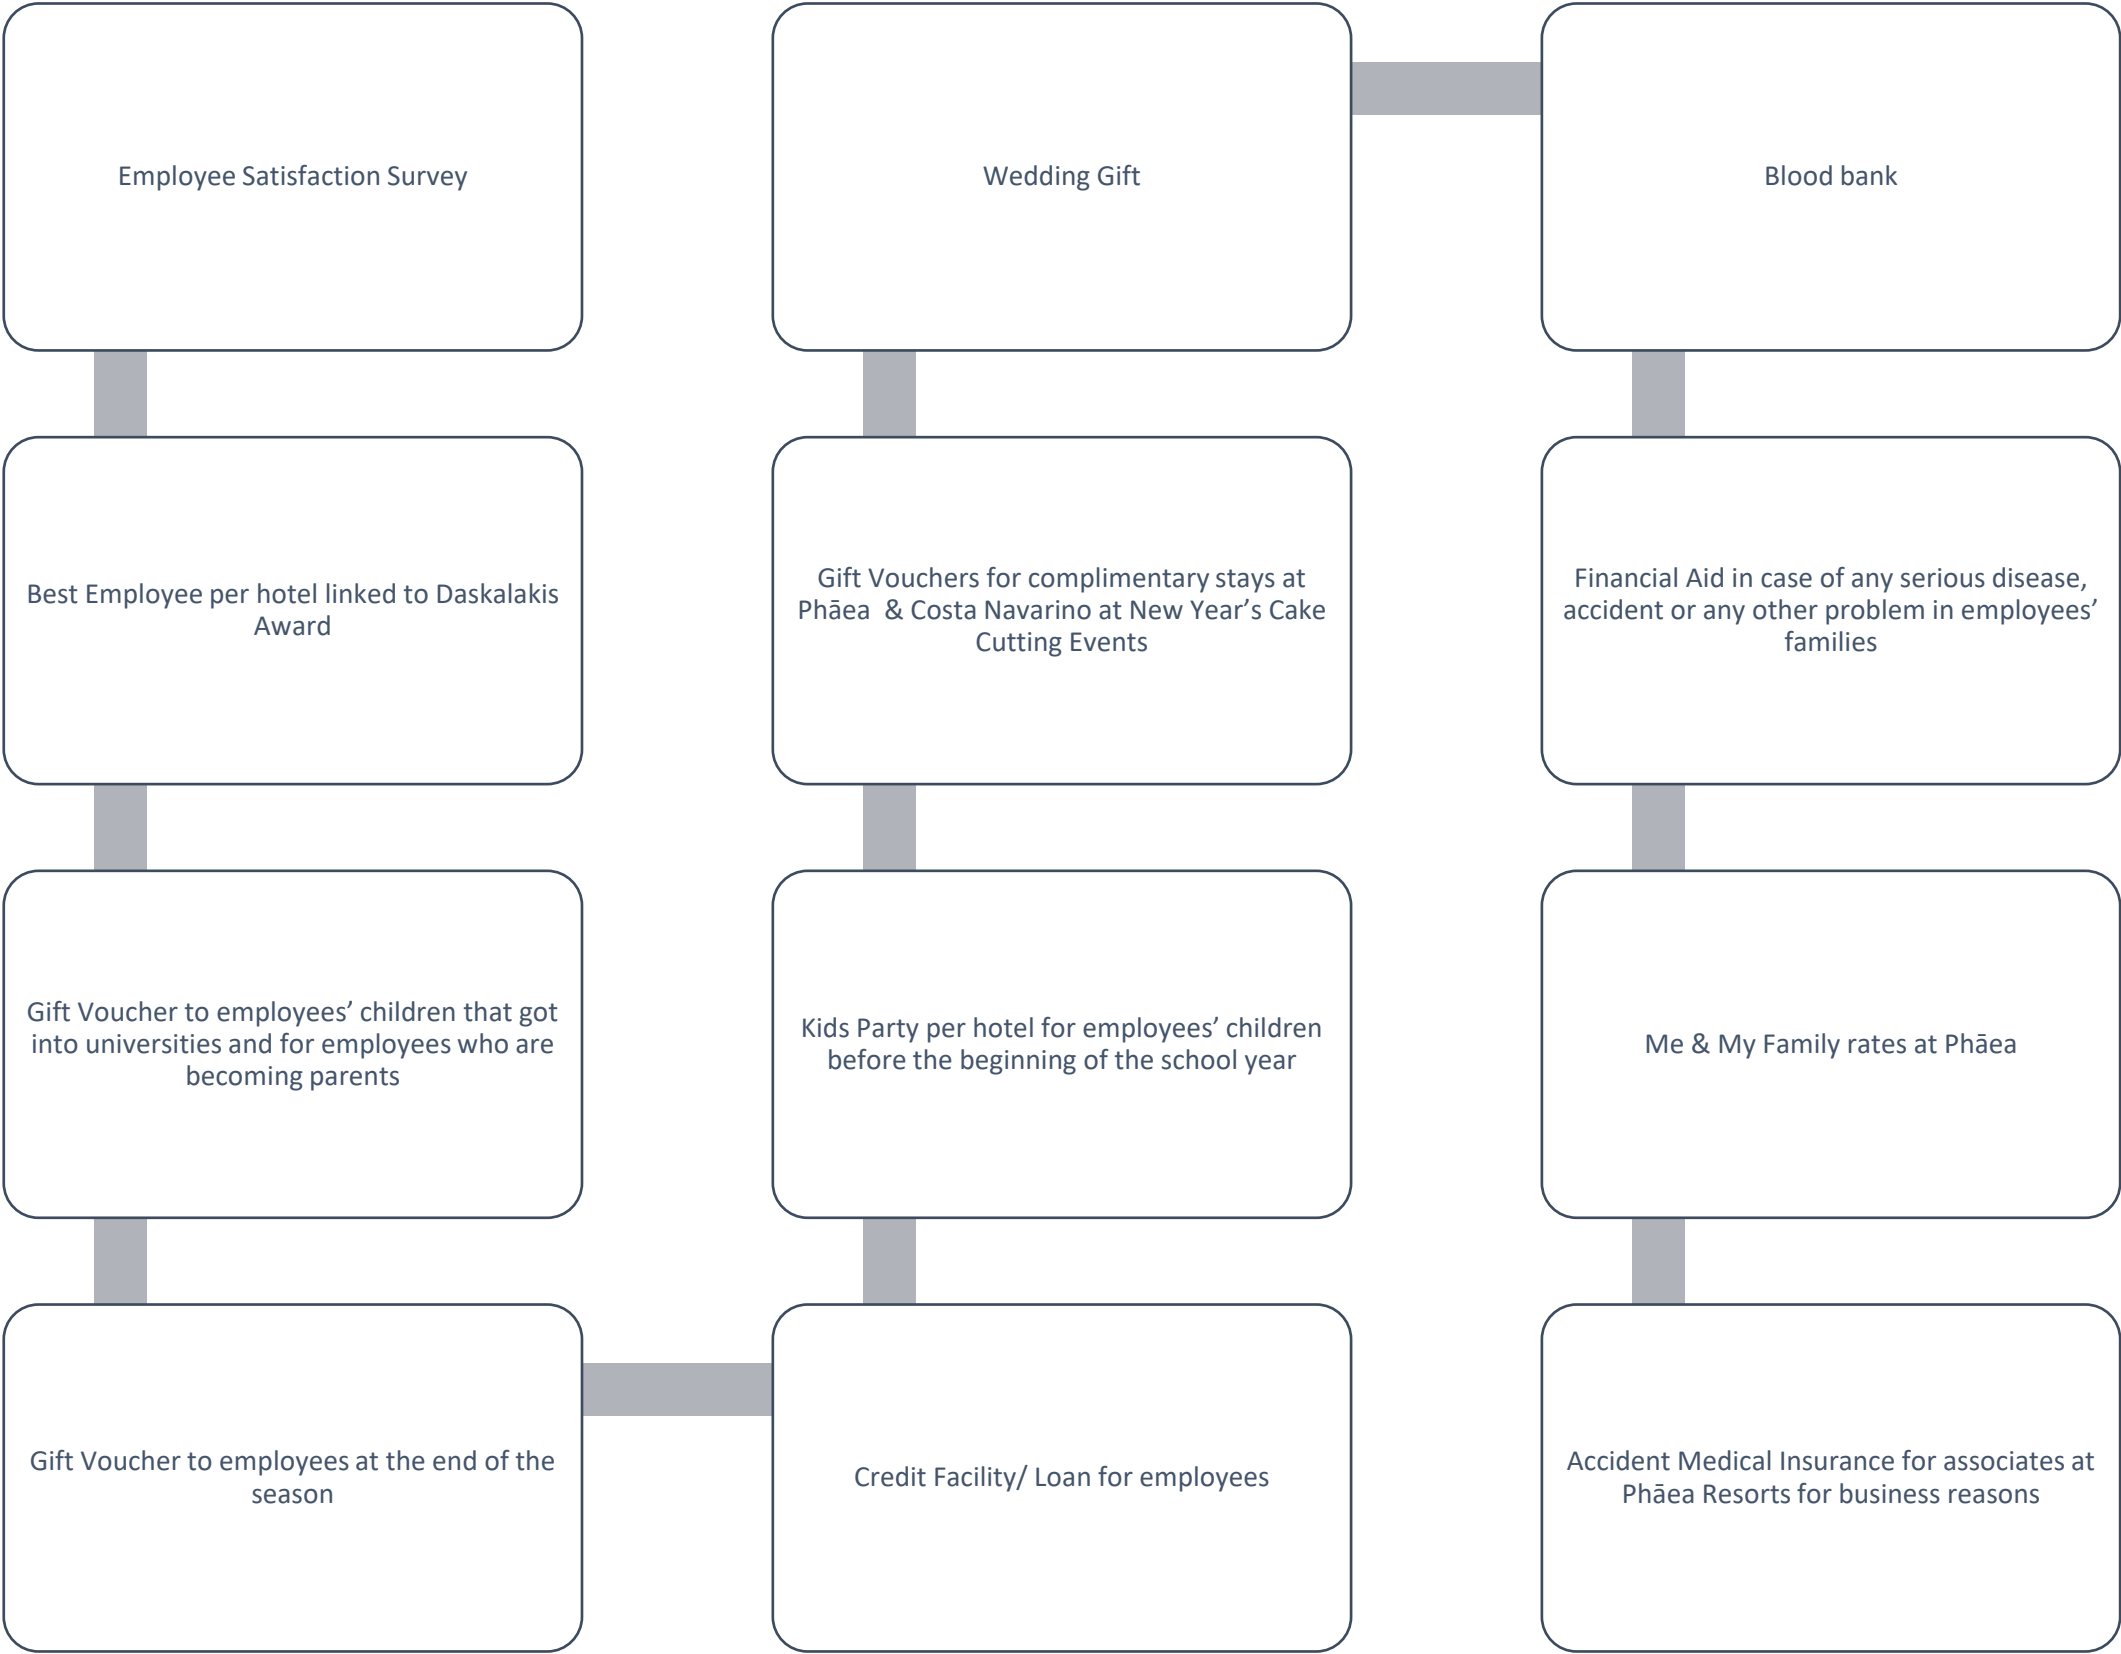 Employee Satisfaction Survey
Best Employee per hotel linked to Daskalakis
Award
Gift Voucher to employees’ children that got
into universities and for employees who are
becoming parents
Gift Voucher to employees at the end of the
season
Credit Facility/ Loan for employees
Kids Party per hotel for employees’ children
before the beginning of the school year
Gift Vouchers for complimentary stays at
Phāea  & Costa Navarino at New Year’s Cake
Cutting Events
Wedding Gift
Blood bank
Financial Aid in case of any serious disease,
accident or any other problem in employees’
families
Me & My Family rates at Phāea
Accident Medical Insurance for associates at
Phāea Resorts for business reasons